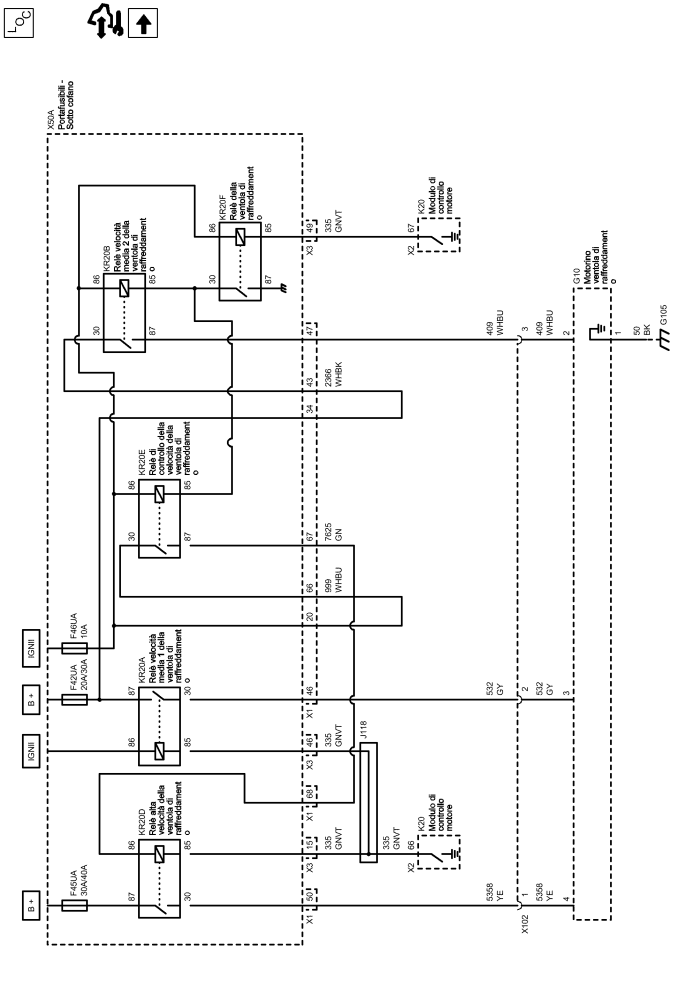 LOC
X50A
Portafusibili -
Sotto cofano
B +
F45UA
30A/40A
IGNII
B +
F42UA
20A/30A
IGNII
F46UA
10A
KR20D
Relè alta
velocità della
ventola di
raffreddament
o
87
86
30
85
KR20A
Relè velocità
media 1 della
ventola di
raffreddament
o
86
87
85
30
KR20E
Relè di
controllo della
velocità della
ventola di
raffreddament
o
30
86
87
85
KR20B
Relè velocità
media 2 della
ventola di
raffreddament
o
30
86
87
85
KR20F
Relè della
ventola di
raffreddament
o
30
86
87
85
X1
50
X3
15
335
GNVT
X1
68
X3
46
335
GNVT
X1
46
20
66
999
WHBU
67
7625
GN
34
43
2366
WHBK
47
X3
49
335
GNVT
J118
335
GNVT
X2
66
K20
Modulo di
controllo
motore
X2
67
K20
Modulo di
controllo
motore
5358
YE
532
GY
409
WHBU
X102
1
2
3
5358
YE
532
GY
409
WHBU
4
3
2
G10
Motorino
ventola di
raffreddament
o
1
50
BK
G105